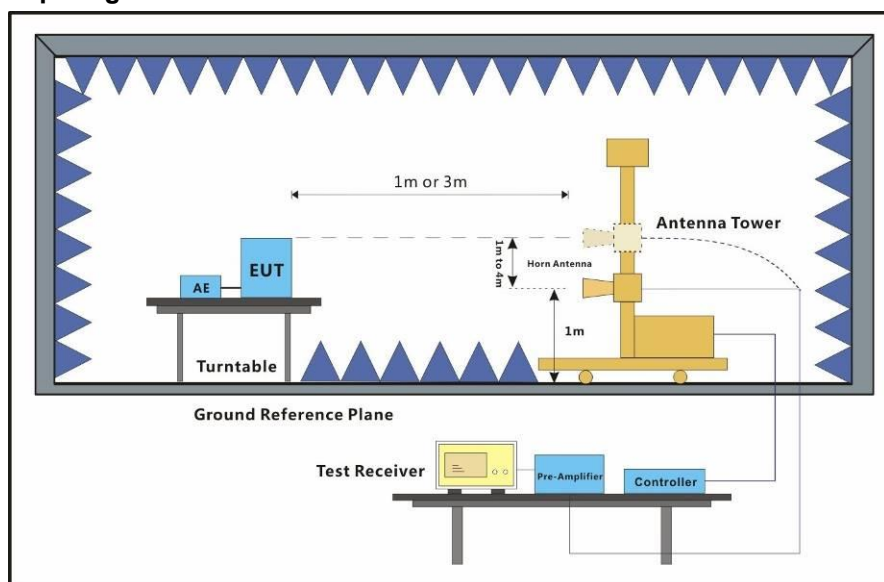 1m or 3m
Antenna Tower
1m to 4m
Horn Antenna
EUT
AE
1m
Turntable
Ground Reference Plane
Test Receiver
Pre-Amplifier
Controller